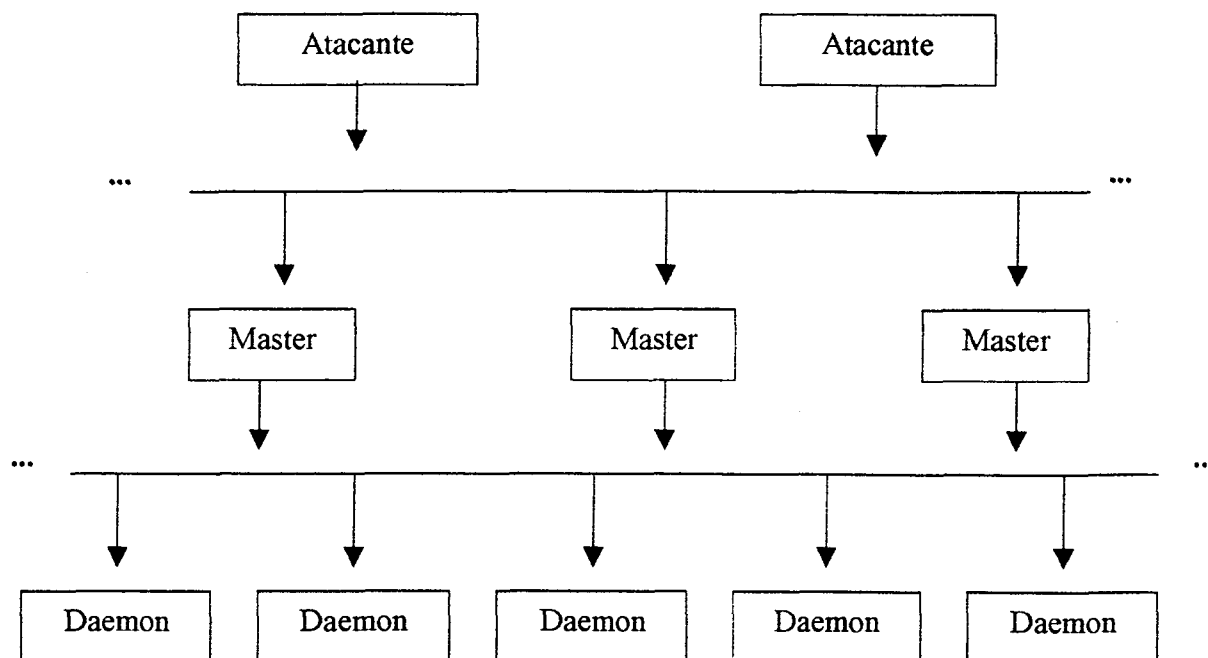 Atacante Atacante
... ...
Master Master Master
... ..
Daemon Daemon Daemon Daemon Daemon